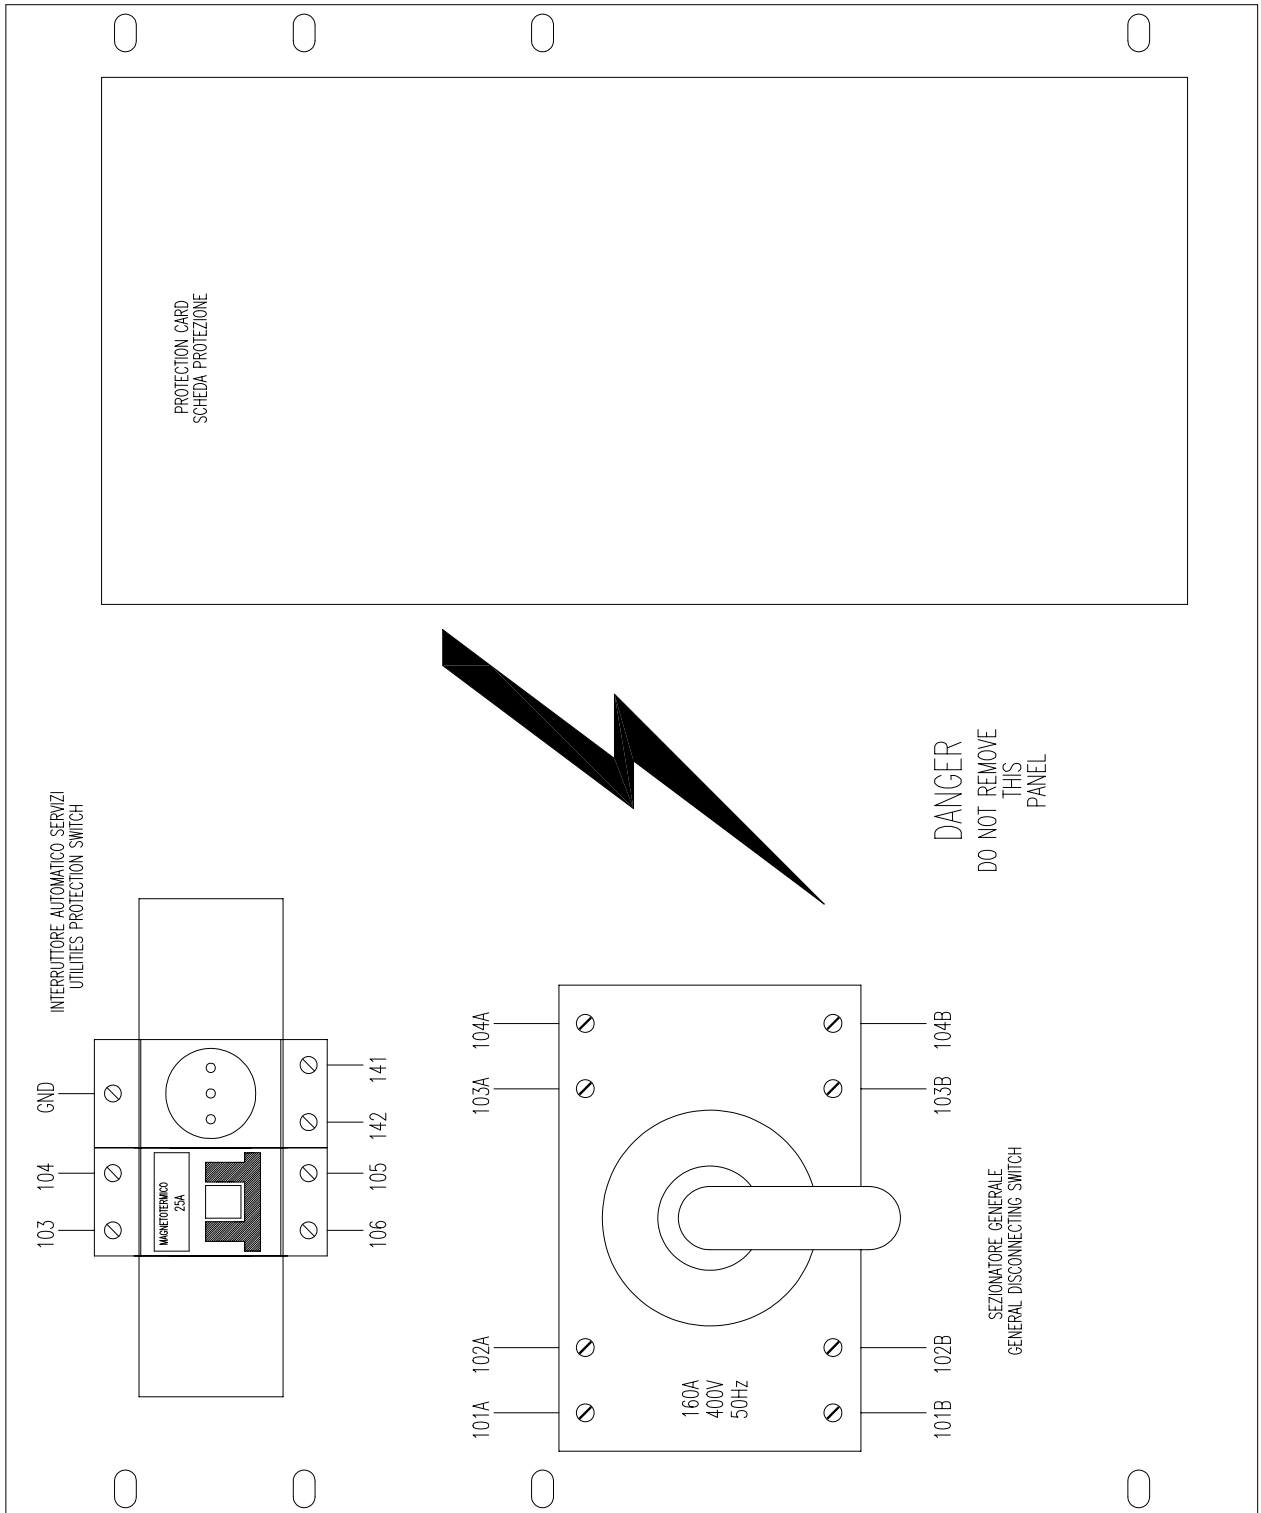 PROTECTION CARD
SCHEDA PROTEZIONE
INTERRUTTORE AUTOMATICO SERVIZI
UTILITIES PROTECTION SWITCH
DANGER
DO NOT REMOVE
THIS
PANEL
103
104
GND
MAGNETOTERMICO
25A
106
105
142
141
101A
102A
103A
104A
160A
400V
50Hz
101B
102B
103B
104B
SEZIONATORE GENERALE
GENERAL DISCONNECTING SWITCH